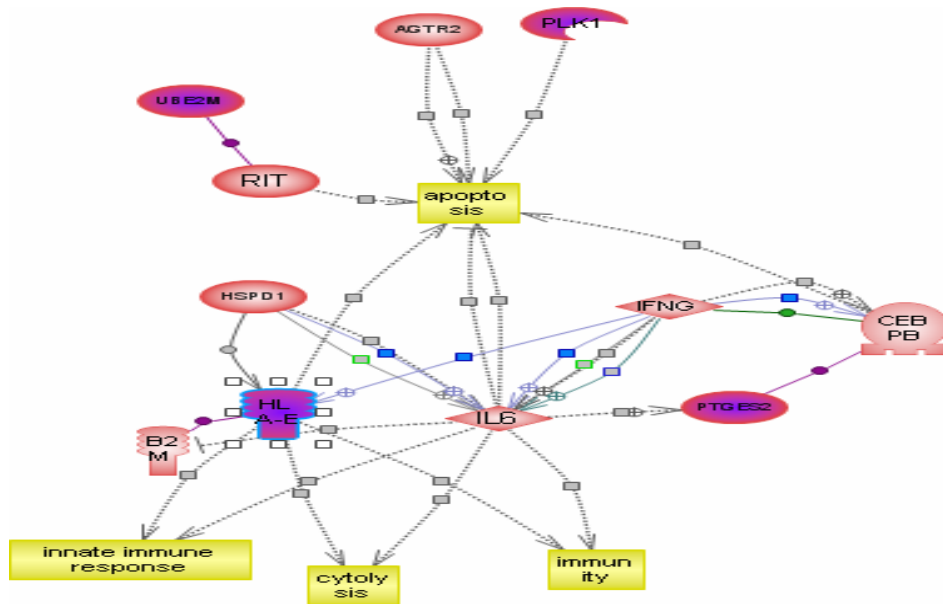 AGTR2
PLK1
UBE2M
RIT
apopto
sis
HSPD1
IFNG
CEB
PB
HL
A-E
IL6
PTGES2
B2
M
innate immune
response
cytoly
sis
immun
ity